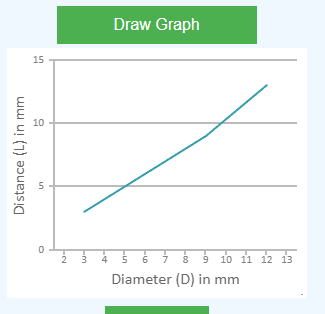 Draw Graph
15
10
5
0
2 3 4 5 6 7 8 9 10 11 12 13
Distance (L) in mm
Diameter (D) in mm